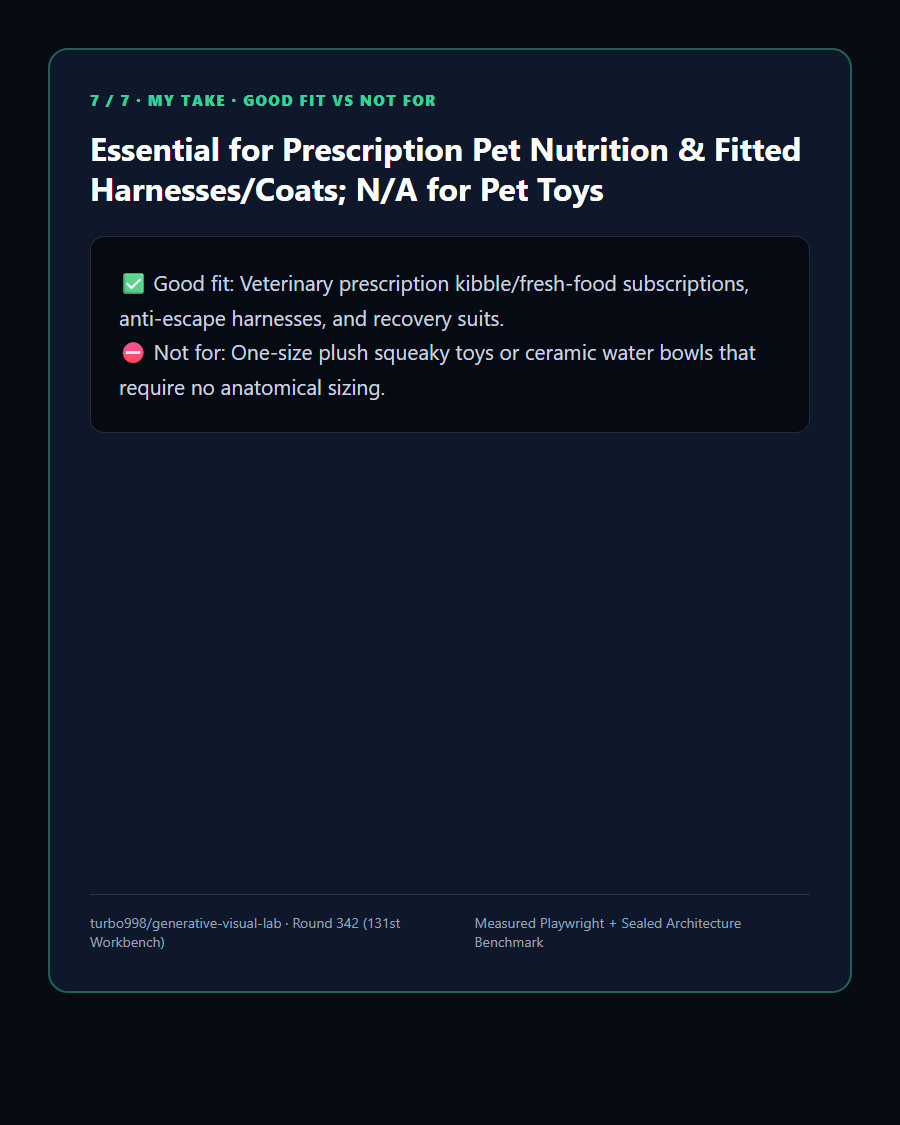 7 / 7 · MY TAKE · GOOD FIT VS NOT FOR
Essential for Prescription Pet Nutrition & Fitted
Harnesses/Coats; N/A for Pet Toys
✅ Good fit: Veterinary prescription kibble/fresh-food subscriptions,
anti-escape harnesses, and recovery suits.
⛔ Not for: One-size plush squeaky toys or ceramic water bowls that
require no anatomical sizing.
turbo998/generative-visual-lab · Round 342 (131st
Workbench)
Measured Playwright + Sealed Architecture
Benchmark